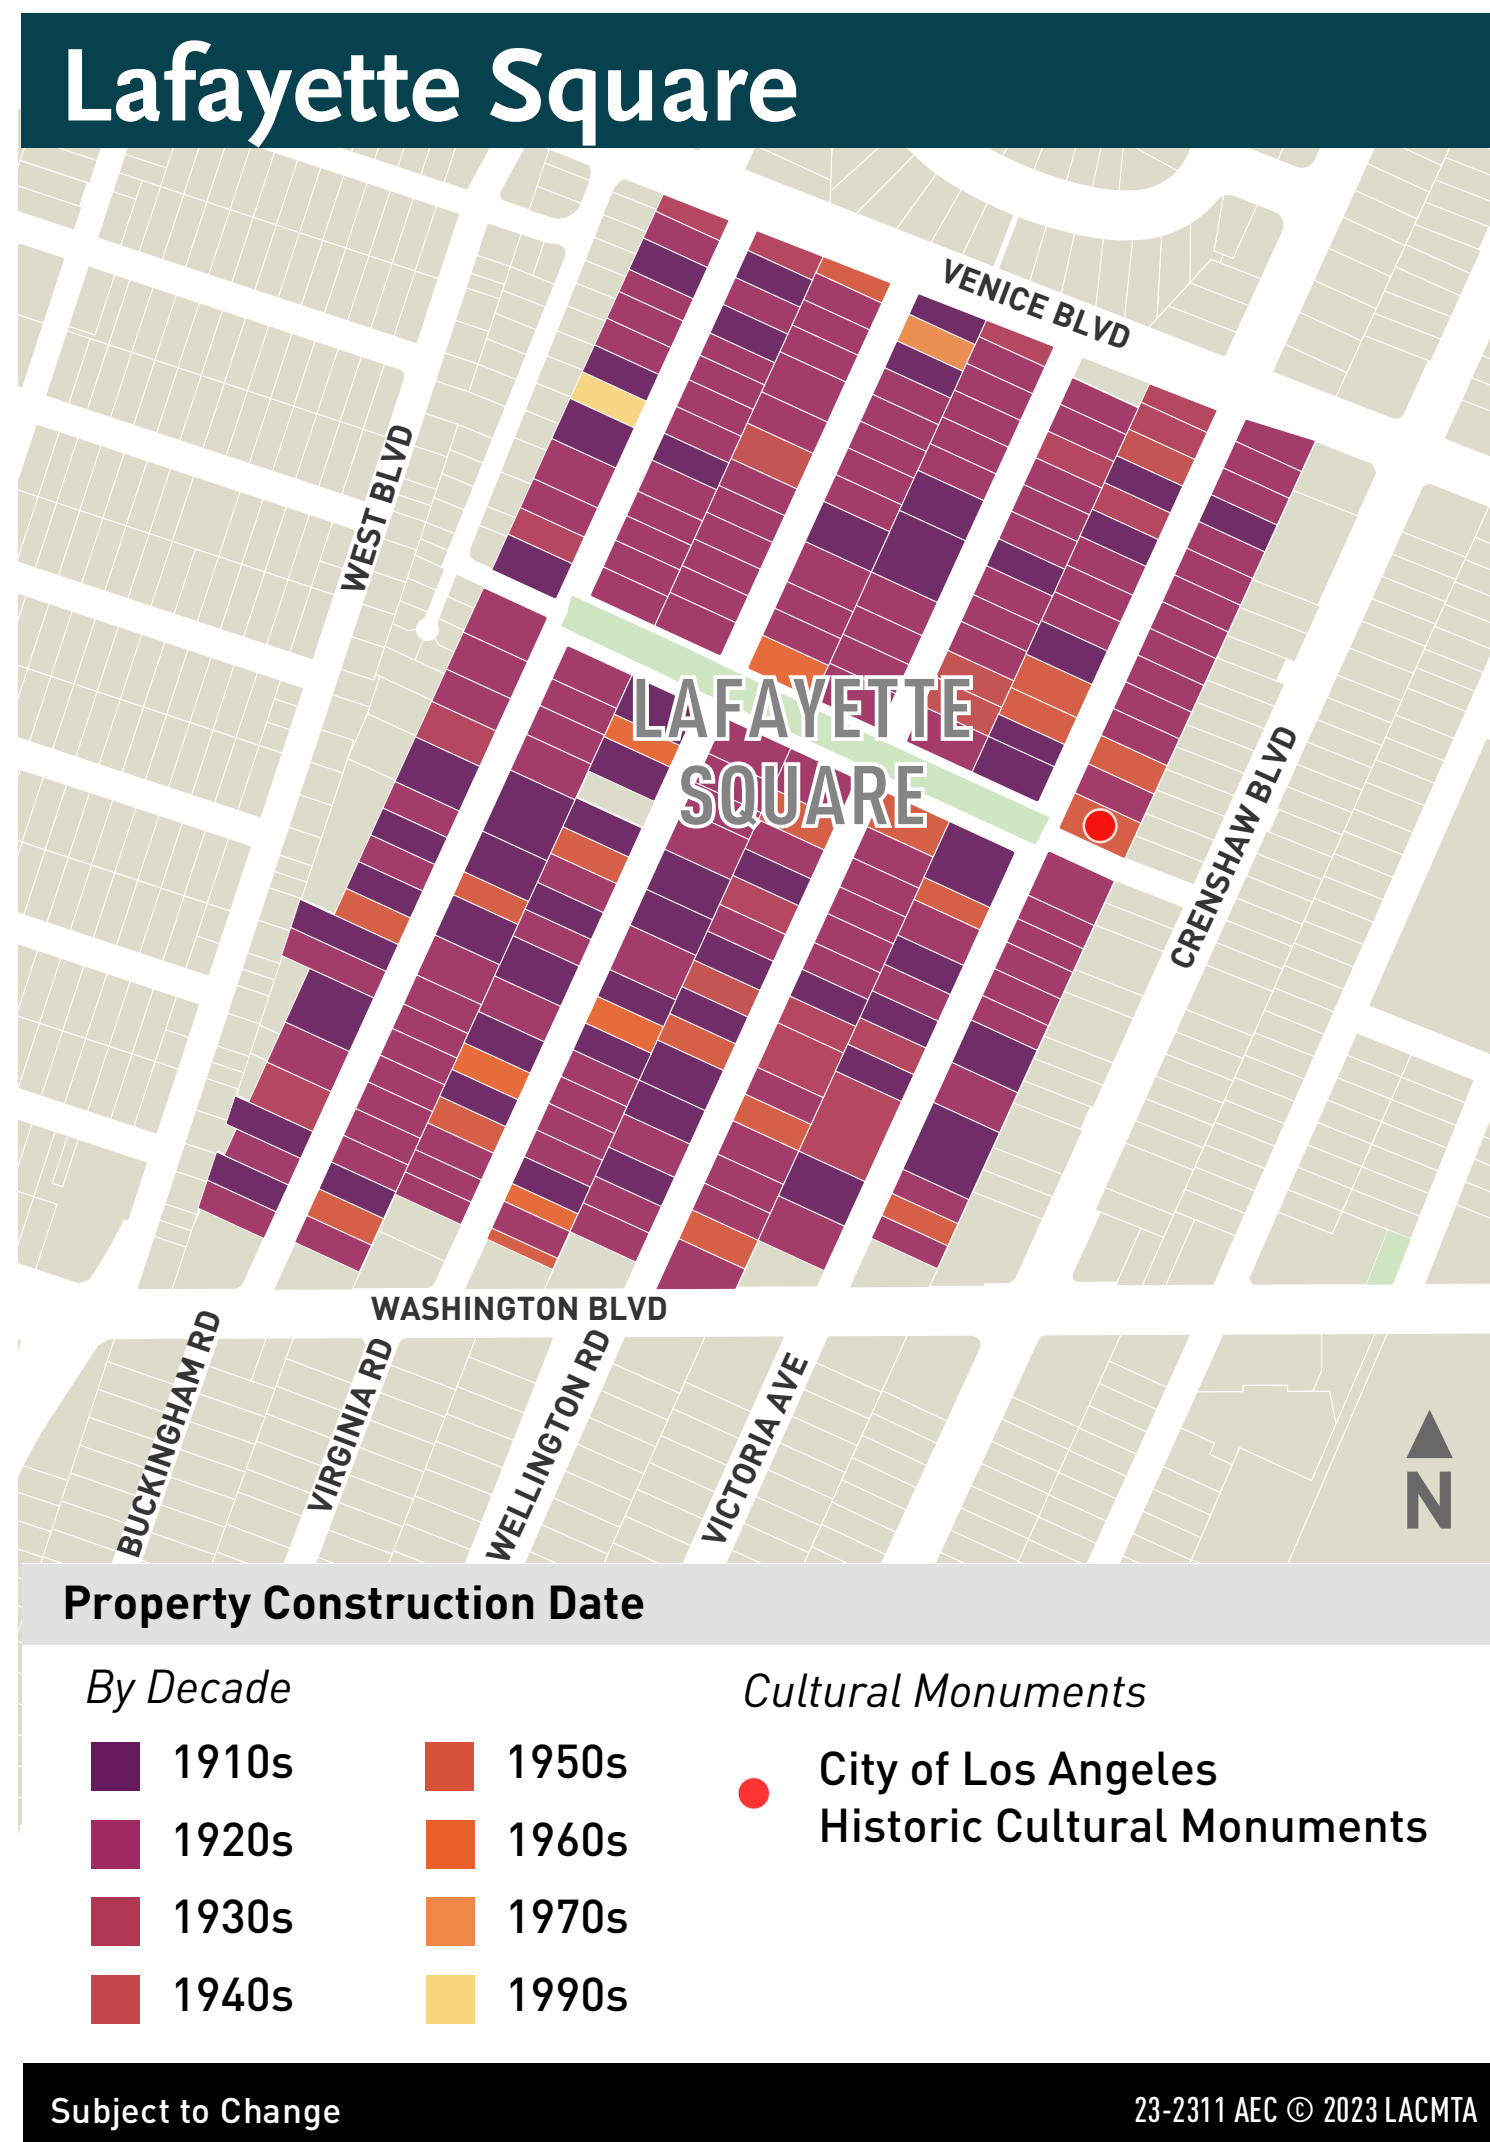 Lafayette Square
VENICE BLVD
WEST BLVD
LAFAYETTE
SQUARE
CRENSHAW BLVD
WASHINGTON BLVD
BUCKINGHAM RD
VIRGINIA RD
WELLINGTON RD
VICTORIA AVE
N
Property Construction Date
By Decade
1910s
1920s
1930s
1940s
1950s
1960s
1970s
1990s
Cultural Monuments
City of Los Angeles
Historic Cultural Monuments
Subject to Change
23-2311 AEC © 2023 LACMTA